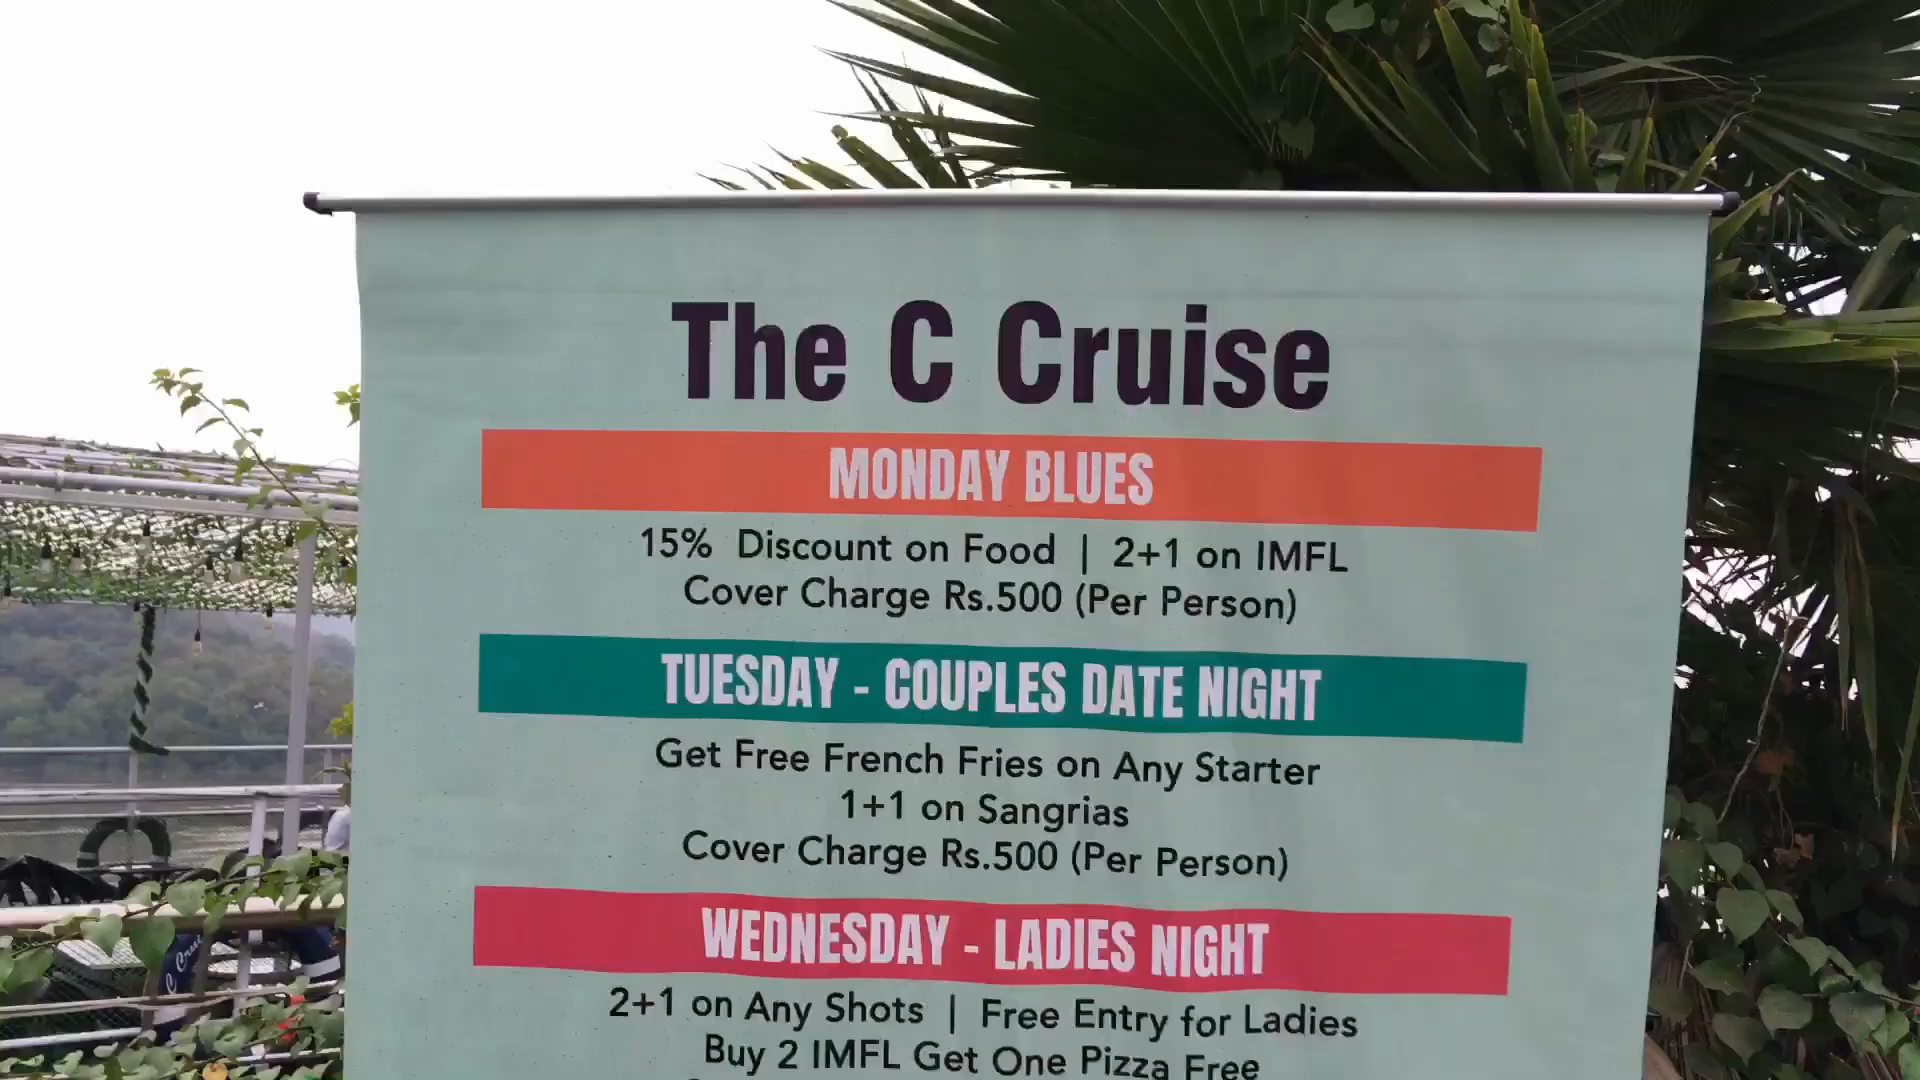 The C Cruise
MONDAY BLUES
15% Discount on Food | 2+1 on IMFL
Cover Charge Rs.500 (Per Person)
TUESDAY - COUPLES DATE NIGHT
Get Free French Fries on Any Starter
1+1 on Sangrias
Cover Charge Rs.500 (Per Person)
WEDNESDAY - LADIES NIGHT
2+1 on Any Shots | Free Entry for Ladies
Buy 2 IMFL Get One Pizza Free